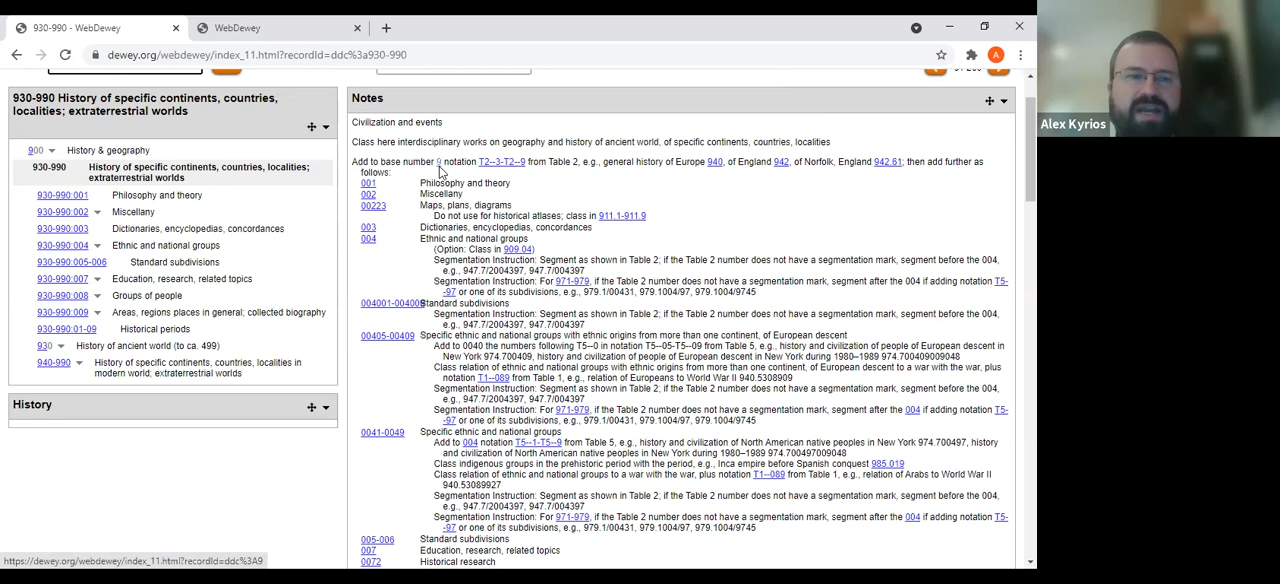 930-990 - WebDewey
WebDewey
dewey.org/webdewey/index_11.html?recordId=ddc%3a930-990
A
930-990 History of specific continents, countries,
localities; extraterrestrial worlds
900 History & geography
930-990 History of specific continents, countries, localities;
extraterrestrial worlds
930-990:001 Philosophy and theory
930-990:002 Miscellany
930-990:003 Dictionaries, encyclopedias, concordances
930-990:004 Ethnic and national groups
930-990:005-006 Standard subdivisions
930-990:007 Education, research, related topics
930-990:008 Groups of people
930-990:009 Areas, regions places in general; collected biography
930-990:01-09 Historical periods
930 History of ancient world (to ca. 499)
940-990 History of specific continents, countries, localities in
modern world; extraterrestrial worlds
History
Notes
Civilization and events
Class here interdisciplinary works on geography and history of ancient world, of specific continents, countries, localities
Add to base number 9 notation T2--3-T2--9 from Table 2, e.g., general history of Europe 940, of England 942, of Norfolk, England 942.61; then add further as
follows:
001 Philosophy and theory
002 Miscellany
00223 Maps, plans, diagrams
Do not use for historical atlases; class in 911.1-911.9
003 Dictionaries, encyclopedias, concordances
004 Ethnic and national groups
(Option: Class in 909.04)
Segmentation Instruction: Segment as shown in Table 2; if the Table 2 number does not have a segmentation mark, segment before the 004,
e.g., 947.7/2004397, 947.7/004397
Segmentation Instruction: For 971-979, if the Table 2 number does not have a segmentation mark, segment after the 004 if adding notation T5-
-97 or one of its subdivisions, e.g., 979.1/00431, 979.1004/97, 979.1004/9745
004001-004009 Standard subdivisions
Segmentation Instruction: Segment as shown in Table 2; if the Table 2 number does not have a segmentation mark, segment before the 004,
e.g., 947.7/2004397, 947.7/004397
00405-00409 Specific ethnic and national groups with ethnic origins from more than one continent, of European descent
Add to 0040 the numbers following T5--0 in notation T5--05-T5--09 from Table 5, e.g., history and civilization of people of European descent in
New York 974.700409, history and civilization of people of European descent in New York during 1980–1989 974.700409009048
Class relation of ethnic and national groups with ethnic origins from more than one continent, of European descent to a war with the war, plus
notation T1--089 from Table 1, e.g., relation of Europeans to World War II 940.5308909
Segmentation Instruction: Segment as shown in Table 2; if the Table 2 number does not have a segmentation mark, segment before the 004,
e.g., 947.7/2004397, 947.7/004397
Segmentation Instruction: For 971-979, if the Table 2 number does not have a segmentation mark, segment after the 004 if adding notation T5-
-97 or one of its subdivisions, e.g., 979.1/00431, 979.1004/97, 979.1004/9745
0041-0049 Specific ethnic and national groups
Add to 004 notation T5--1-T5--9 from Table 5, e.g., history and civilization of North American native peoples in New York 974.700497, history
and civilization of North American native peoples in New York during 1980–1989 974.700497009048
Class indigenous groups in the prehistoric period with the period, e.g., Inca empire before Spanish conquest 985.019
Class relation of ethnic and national groups to a war with the war, plus notation T1--089 from Table 1, e.g., relation of Arabs to World War II
940.53089927
Segmentation Instruction: Segment as shown in Table 2; if the Table 2 number does not have a segmentation mark, segment before the 004,
e.g., 947.7/2004397, 947.7/004397
Segmentation Instruction: For 971-979, if the Table 2 number does not have a segmentation mark, segment after the 004 if adding notation T5-
-97 or one of its subdivisions, e.g., 979.1/00431, 979.1004/97, 979.1004/9745
005-006 Standard subdivisions
007 Education, research, related topics
0072 Historical research
https://dewey.org/webdewey/index_11.html?recordId=ddc%3A9
Alex Kyrios